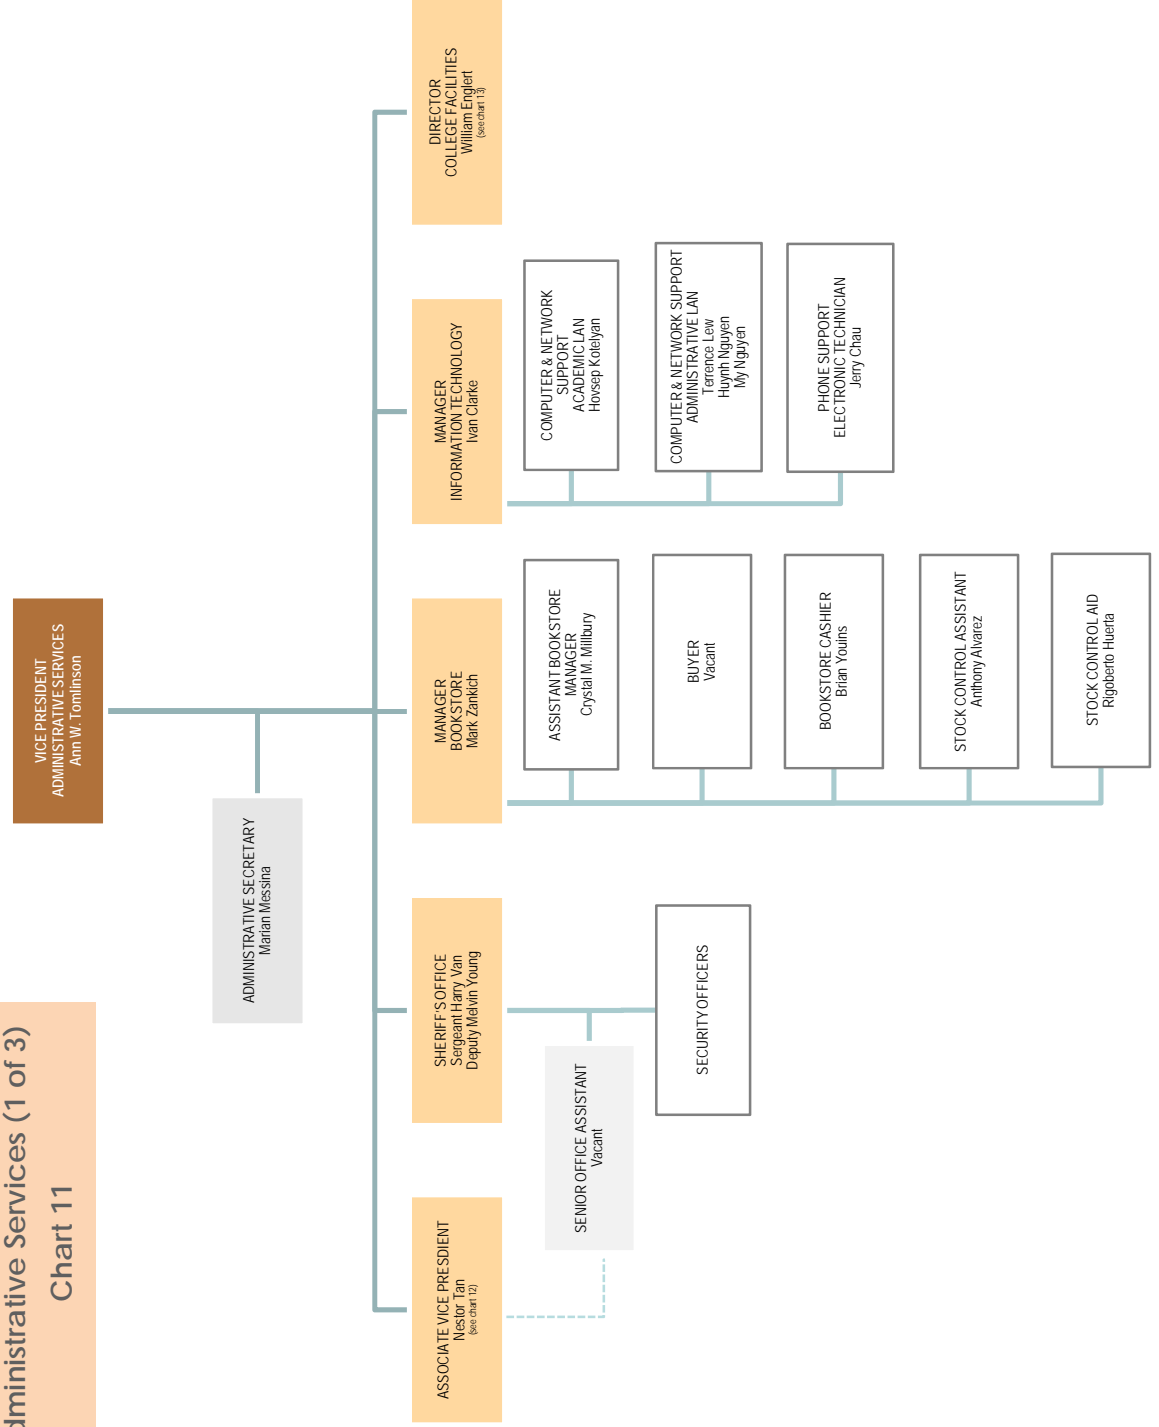 dministrative Services (1 of 3)
Chart 11
VICE PRESIDENT
ADMINISTRATIVE SERVICES
Ann W. Tomlinson
ADMINISTRATIVE SECRETARY
Marian Messina
ASSOCIATE VICE PRESDIENT
Nestor Tan
(see chart 12)
SHERIFF'S OFFICE
Sergeant Harry Van
Deputy Melvin Young
MANAGER
BOOKSTORE
Mark Zankich
MANAGER
INFORMATION TECHNOLOGY
Ivan Clarke
DIRECTOR
COLLEGE FACILITIES
William Englert
(see chart 13)
SENIOR OFFICE ASSISTANT
Vacant
SECURITY OFFICERS
ASSISTANT BOOKSTORE
MANAGER
Crystal M. Millbury
BUYER
Vacant
BOOKSTORE CASHIER
Brian Youins
STOCK CONTROL ASSISTANT
Anthony Alvarez
STOCK CONTROL AID
Rigoberto Huerta
COMPUTER & NETWORK
SUPPORT
ACADEMIC LAN
Hovsep Kotelyan
COMPUTER & NETWORK SUPPORT
ADMINISTRATIVE LAN
Terrence Lew
Huynh Nguyen
My Nguyen
PHONE SUPPORT
ELECTRONIC TECHNICIAN
Jerry Chau